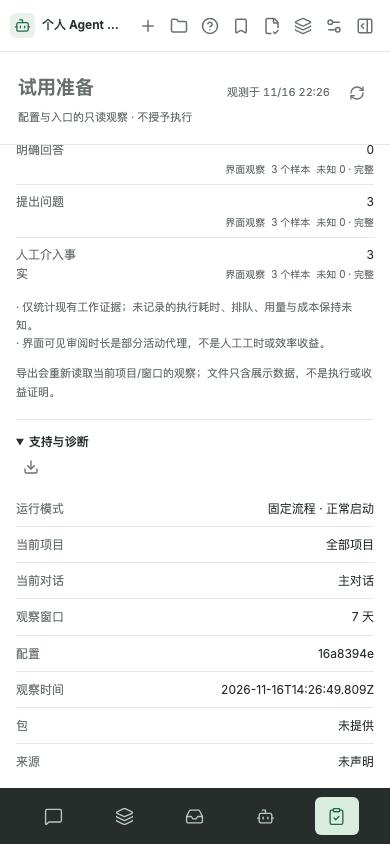 个人 Agent ...
试用准备
观测于 11/16 22:26
配置与入口的只读观察 · 不授予执行
明确回答
0
界面观察 3 个样本 未知 0 · 完整
提出问题
3
界面观察 3 个样本 未知 0 · 完整
人工介入事
实
3
界面观察 3 个样本 未知 0 · 完整
· 仅统计现有工作证据；未记录的执行耗时、排队、用量与成本保持未
知。
· 界面可见审阅时长是部分活动代理，不是人工工时或效率收益。
导出会重新读取当前项目/窗口的观察；文件只含展示数据，不是执行或收
益证明。
▼ 支持与诊断
运行模式
固定流程 · 正常启动
当前项目
全部项目
当前对话
主对话
观察窗口
7 天
配置
16a8394e
观察时间
2026-11-16T14:26:49.809Z
包
未提供
来源
未声明